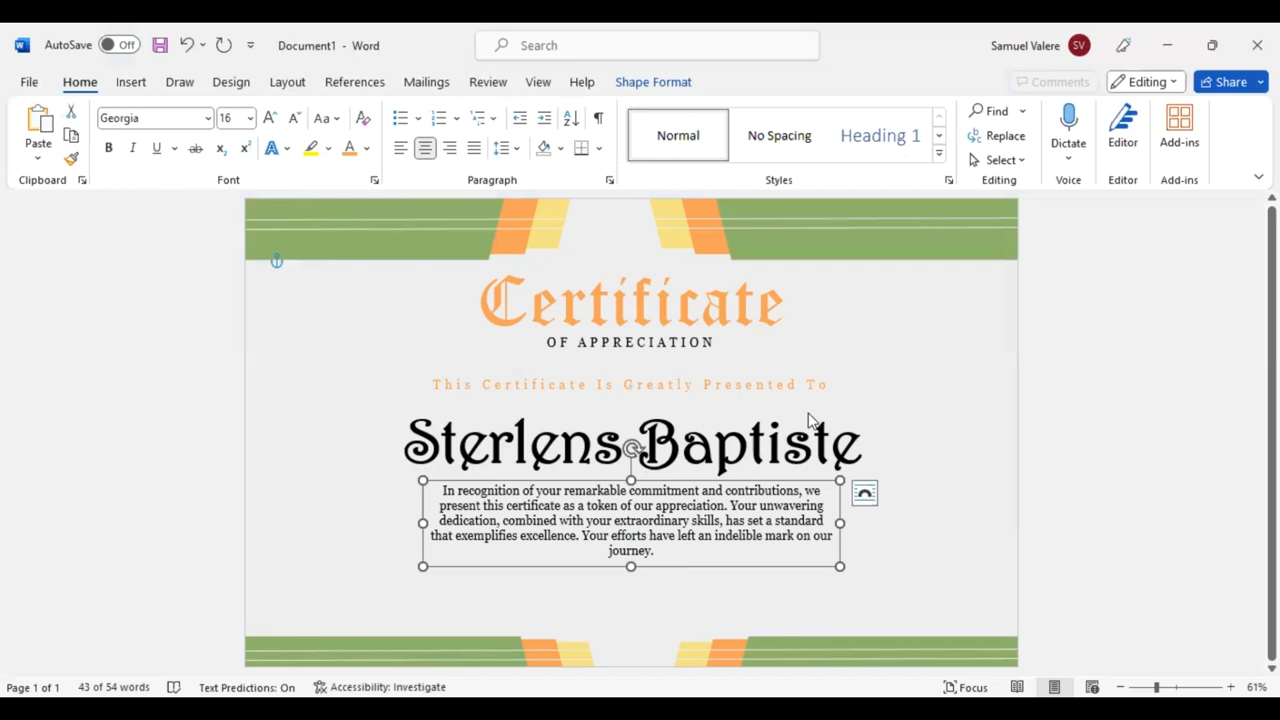 AutoSave Off Document1 - Word Search Samuel Valere SV
File Home Insert Draw Design Layout References Mailings Review View Help Shape Format Comments Editing Share
Paste Georgia 16 Aa Normal No Spacing Heading 1 Find Replace Select Dictate Editor Add-ins
Clipboard Font Paragraph Styles Editing Voice Editor Add-ins
Certificate
OF APPRECIATION
This Certificate Is Greatly Presented To
Sterlens Baptiste
In recognition of your remarkable commitment and contributions, we
present this certificate as a token of our appreciation. Your unwavering
dedication, combined with your extraordinary skills, has set a standard
that exemplifies excellence. Your efforts have left an indelible mark on our
journey.
Page 1 of 1 43 of 54 words Text Predictions: On Accessibility: Investigate Focus 61%